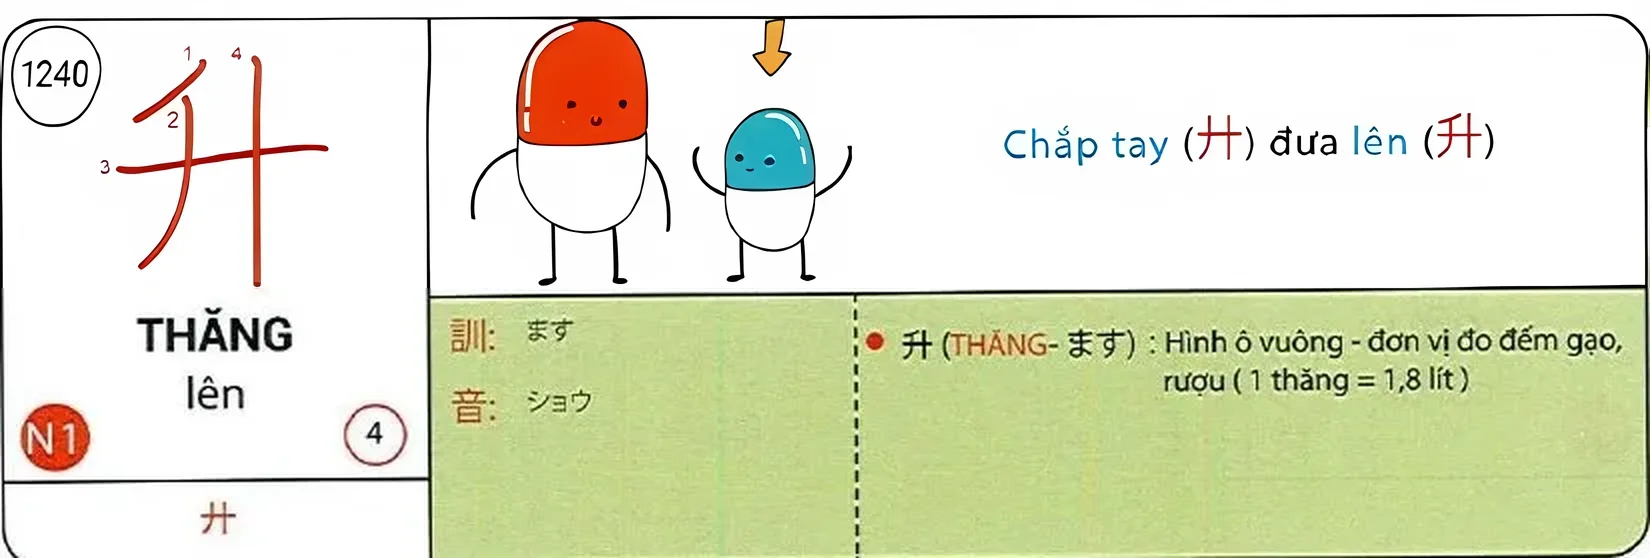 1240
1
4
2
3
升
THĂNG
lên
N1
4
廾
Chắp tay (廾) đưa lên (升)
訓: ます
音: ショウ
● 升 (THĂNG- ます) : Hình ô vuông - đơn vị đo đếm gạo,
rượu ( 1 thăng = 1,8 lít )